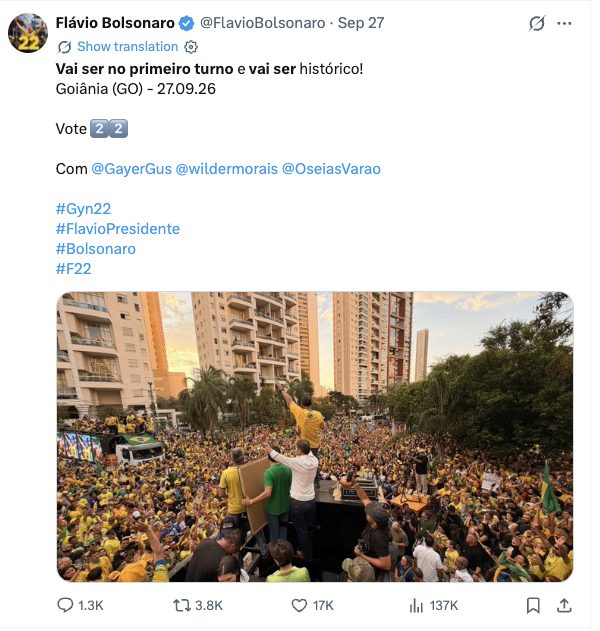 Flávio Bolsonaro @FlavioBolsonaro · Sep 27
Show translation
Vai ser no primeiro turno e vai ser histórico!
Goiânia (GO) - 27.09.26
Vote 2️⃣2️⃣
Com @GayerGus @wildermorais @OseiasVarao
#Gyn22
#FlavioPresidente
#Bolsonaro
#F22
1.3K 3.8K 17K 137K